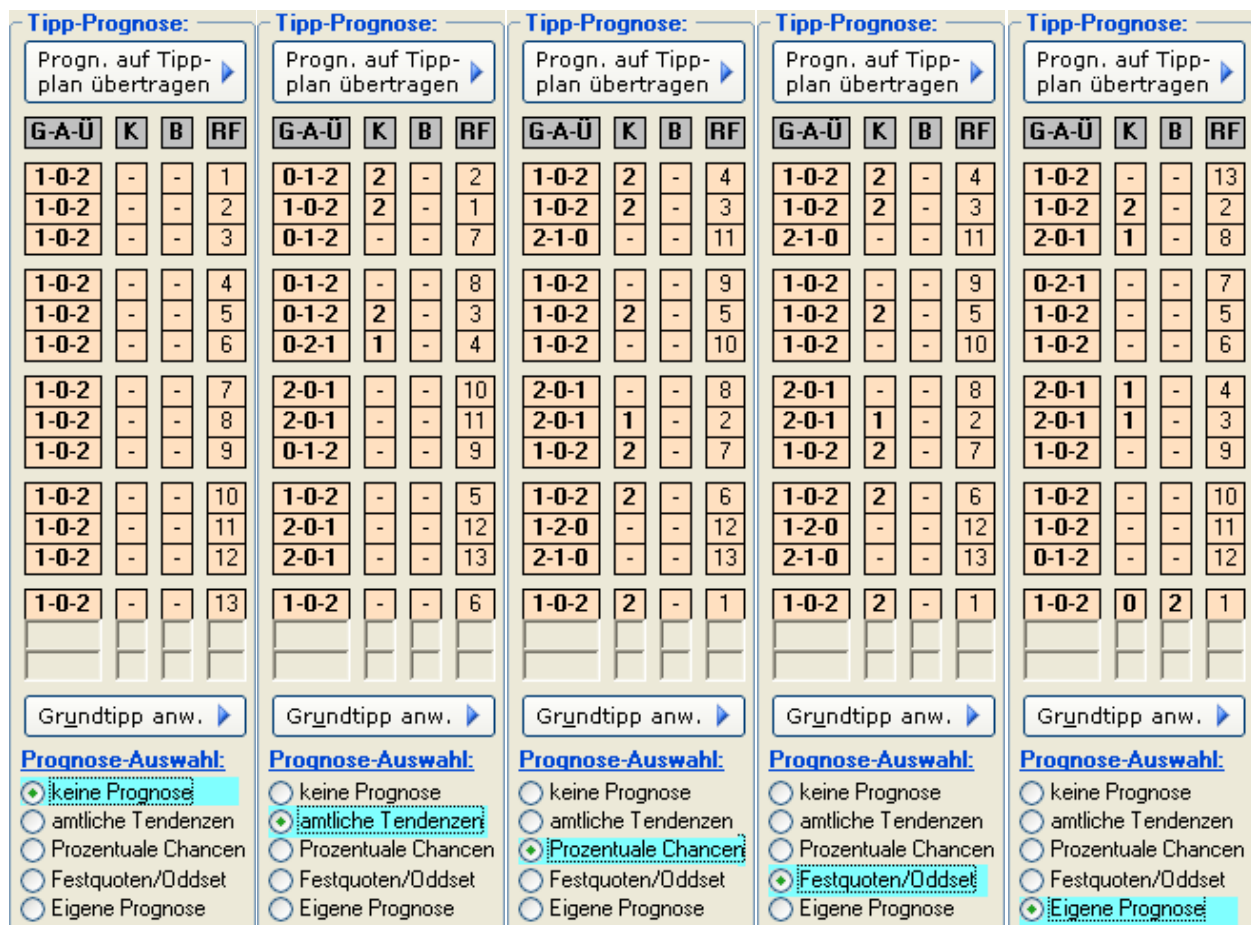 Tipp-Prognose:
Progn. auf Tipp-
plan übertragen
G-A-Ü K B RF
1-0-2 - - 1
1-0-2 - - 2
1-0-2 - - 3
1-0-2 - - 4
1-0-2 - - 5
1-0-2 - - 6
1-0-2 - - 7
1-0-2 - - 8
1-0-2 - - 9
1-0-2 - - 10
1-0-2 - - 11
1-0-2 - - 12
1-0-2 - - 13
Grundtipp anw.
Prognose-Auswahl:
keine Prognose
amtliche Tendenzen
Prozentuale Chancen
Festquoten/Oddset
Eigene Prognose
Tipp-Prognose:
Progn. auf Tipp-
plan übertragen
G-A-Ü K B RF
0-1-2 2 - 2
1-0-2 2 - 1
0-1-2 - - 7
0-1-2 - - 8
0-1-2 2 - 3
0-2-1 1 - 4
2-0-1 - - 10
2-0-1 - - 11
0-1-2 - - 9
1-0-2 - - 5
2-0-1 - - 12
2-0-1 - - 13
1-0-2 - - 6
Grundtipp anw.
Prognose-Auswahl:
keine Prognose
amtliche Tendenzen
Prozentuale Chancen
Festquoten/Oddset
Eigene Prognose
Tipp-Prognose:
Progn. auf Tipp-
plan übertragen
G-A-Ü K B RF
1-0-2 2 - 4
1-0-2 2 - 3
2-1-0 - - 11
1-0-2 - - 9
1-0-2 2 - 5
1-0-2 - - 10
2-0-1 - - 8
2-0-1 1 - 2
1-0-2 2 - 7
1-0-2 2 - 6
1-2-0 - - 12
2-1-0 - - 13
1-0-2 2 - 1
Grundtipp anw.
Prognose-Auswahl:
keine Prognose
amtliche Tendenzen
Prozentuale Chancen
Festquoten/Oddset
Eigene Prognose
Tipp-Prognose:
Progn. auf Tipp-
plan übertragen
G-A-Ü K B RF
1-0-2 2 - 4
1-0-2 2 - 3
2-1-0 - - 11
1-0-2 - - 9
1-0-2 2 - 5
1-0-2 - - 10
2-0-1 - - 8
2-0-1 1 - 2
1-0-2 2 - 7
1-0-2 2 - 6
1-2-0 - - 12
2-1-0 - - 13
1-0-2 2 - 1
Grundtipp anw.
Prognose-Auswahl:
keine Prognose
amtliche Tendenzen
Prozentuale Chancen
Festquoten/Oddset
Eigene Prognose
Tipp-Prognose:
Progn. auf Tipp-
plan übertragen
G-A-Ü K B RF
1-0-2 - - 13
1-0-2 2 - 2
2-0-1 1 - 8
0-2-1 - - 7
1-0-2 - - 5
1-0-2 - - 6
2-0-1 1 - 4
2-0-1 1 - 3
1-0-2 - - 9
1-0-2 - - 10
1-0-2 - - 11
0-1-2 - - 12
1-0-2 0 2 1
Grundtipp anw.
Prognose-Auswahl:
keine Prognose
amtliche Tendenzen
Prozentuale Chancen
Festquoten/Oddset
Eigene Prognose